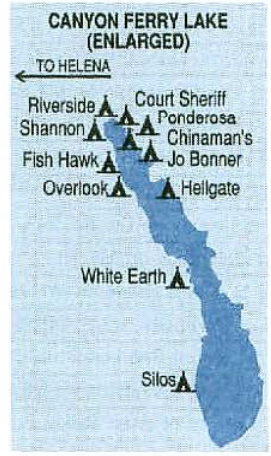 CANYON FERRY LAKE
(ENLARGED)
TO HELENA
Riverside
Court Sheriff
Ponderosa
Shannon
Chinaman's
Fish Hawk
Jo Bonner
Overlook
Hellgate
White Earth
Silos